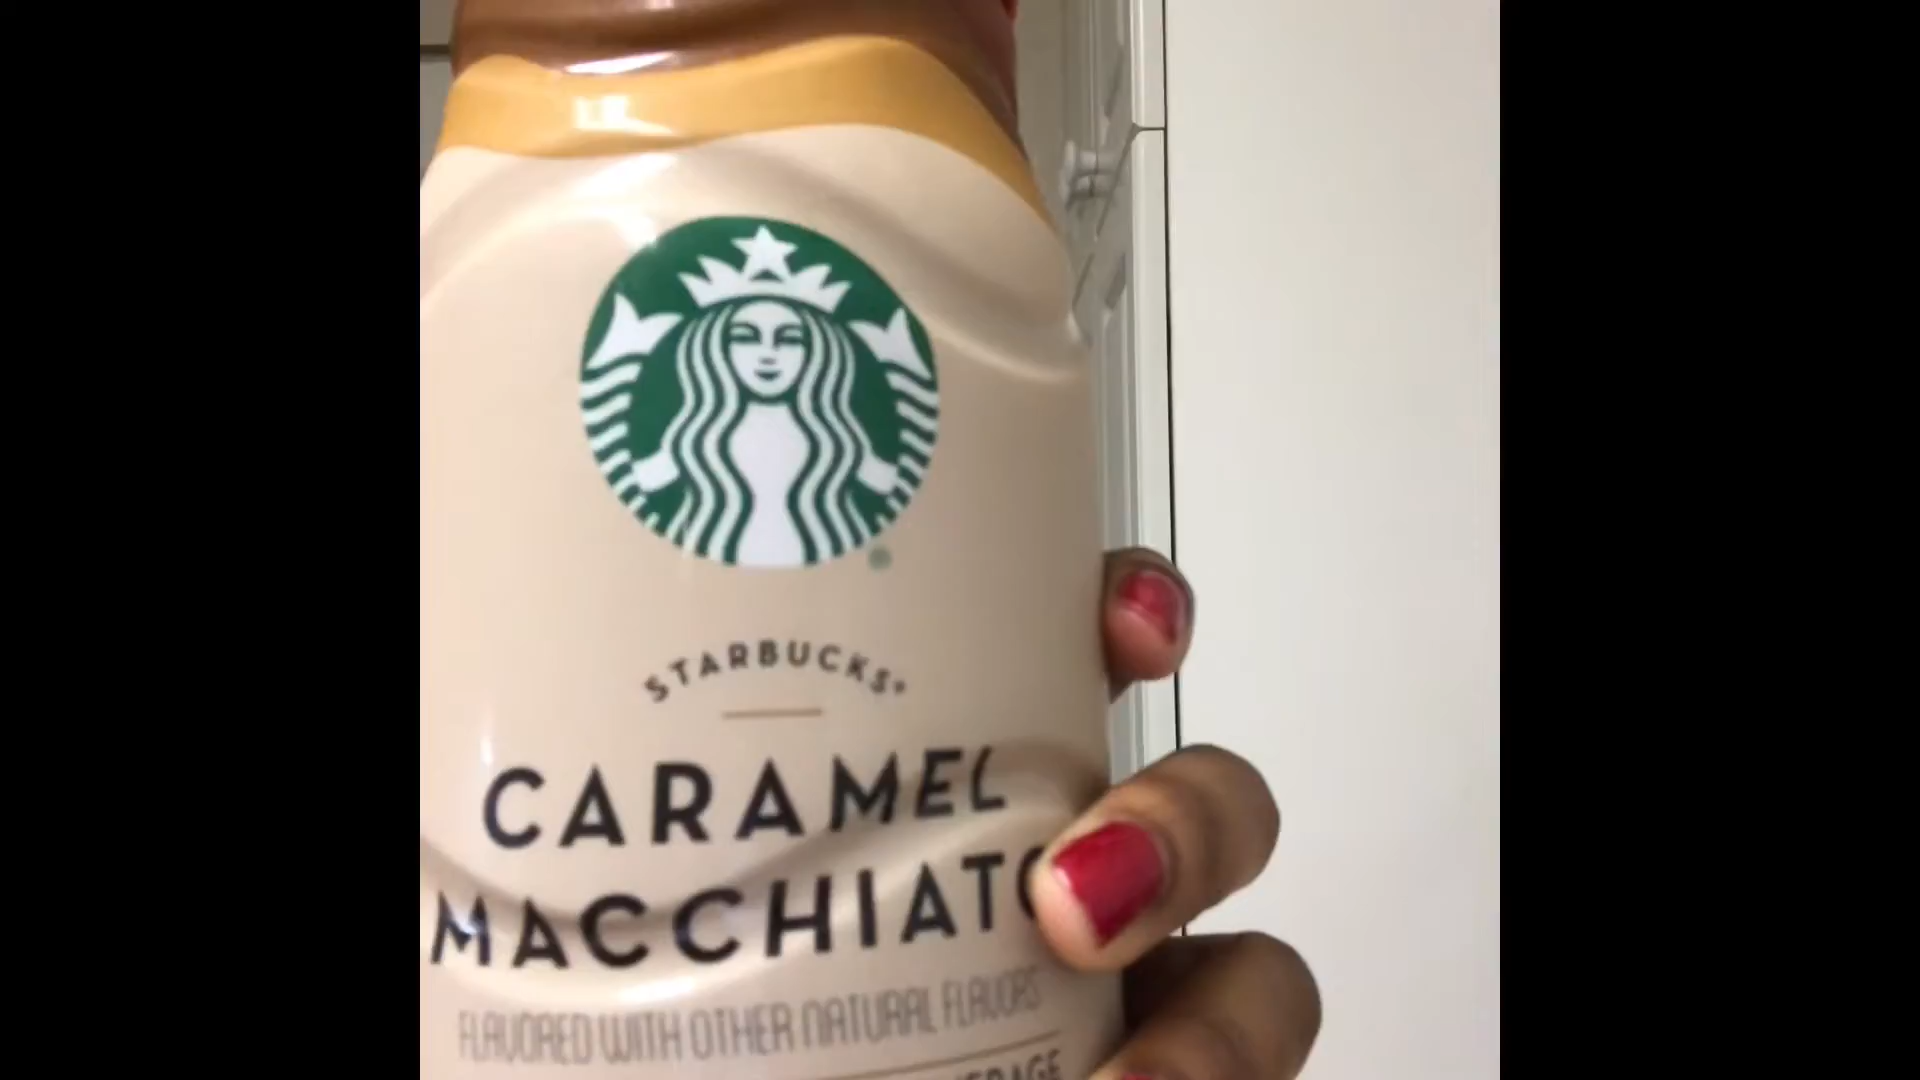 STARBUCKS®
CARAMEL
MACCHIATO
FLAVORED WITH OTHER NATURAL FLAVORS